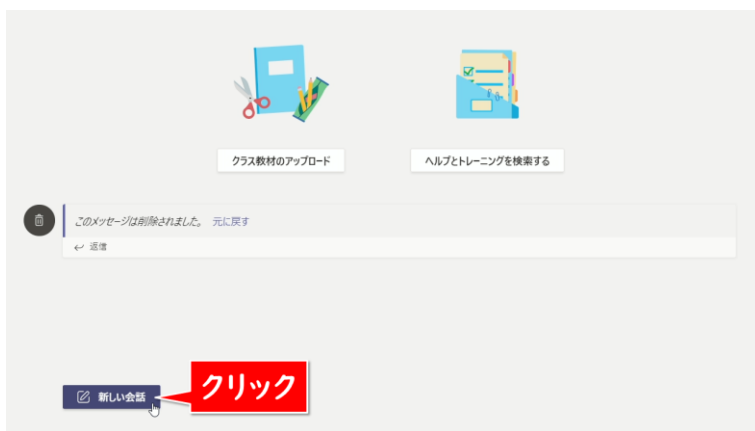 クラス教材のアップロード
ヘルプとトレーニングを検索する
このメッセージは削除されました。 元に戻す
返信
新しい会話
クリック